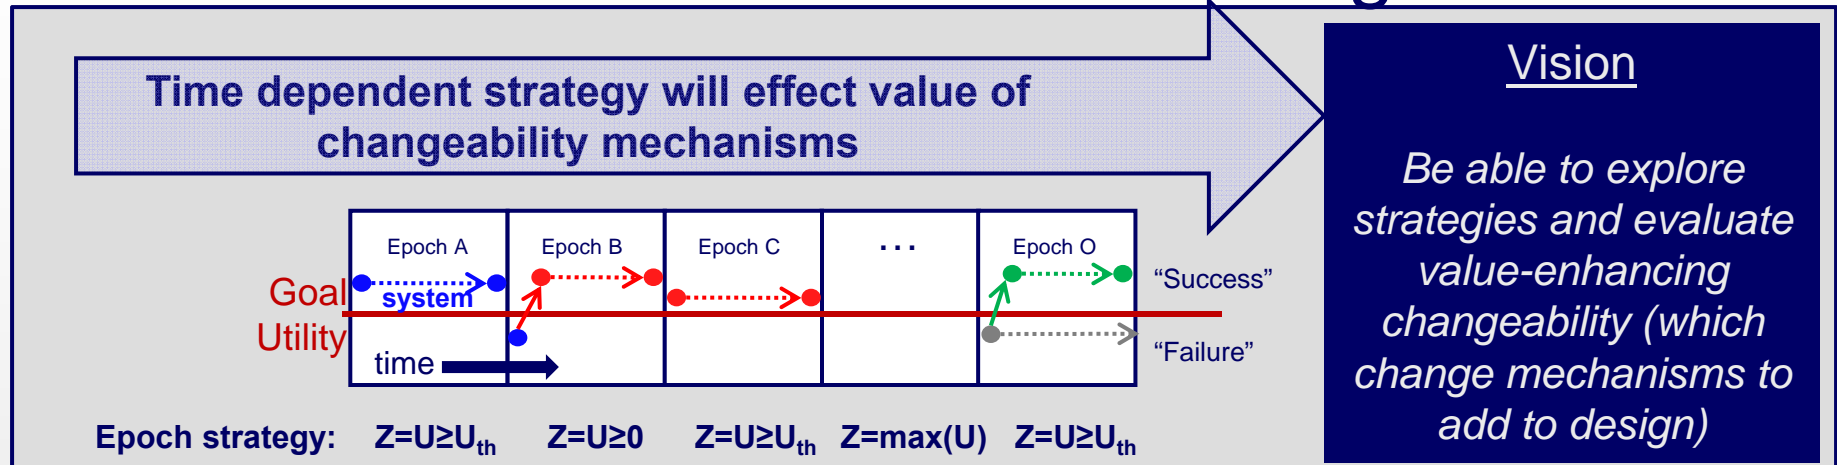 Time dependent strategy will effect value of
changeability mechanisms
Vision
Be able to explore
strategies and evaluate
value-enhancing
changeability (which
change mechanisms to
add to design)
Epoch A
Epoch B
Epoch C
...
Epoch O
system
Goal
Utility
time
“Success”
“Failure”
Epoch strategy: Z=U≥Uth Z=U≥0 Z=U≥Uth Z=max(U) Z=U≥Uth